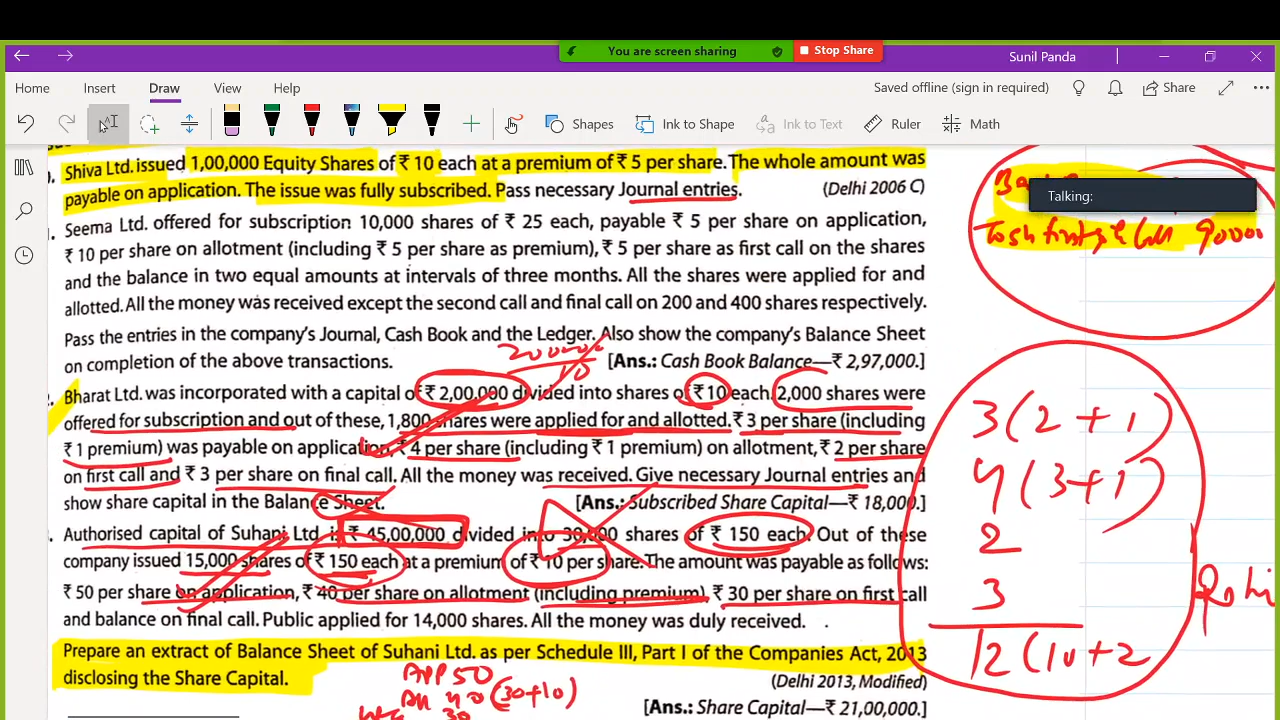 You are screen sharing
Stop Share
Sunil Panda
Home Insert Draw View Help
Saved offline (sign in required)
Share
Shapes
Ink to Shape
Ink to Text
Ruler
Math
Shiva Ltd. issued 1,00,000 Equity Shares of ₹ 10 each at a premium of ₹ 5 per share. The whole amount was
payable on application. The issue was fully subscribed. Pass necessary Journal entries. (Delhi 2006 C)
Seema Ltd. offered for subscription 10,000 shares of ₹ 25 each, payable ₹ 5 per share on application,
₹ 10 per share on allotment (including ₹ 5 per share as premium), ₹ 5 per share as first call on the shares
and the balance in two equal amounts at intervals of three months. All the shares were applied for and
allotted. All the money was received except the second call and final call on 200 and 400 shares respectively.
Pass the entries in the company's Journal, Cash Book and the Ledger. Also show the company's Balance Sheet
on completion of the above transactions. [Ans.: Cash Book Balance—₹ 2,97,000.]
Bharat Ltd. was incorporated with a capital of ₹ 2,00,000 divided into shares of ₹ 10 each. 2,000 shares were
offered for subscription and out of these, 1,800 shares were applied for and allotted. ₹ 3 per share (including
₹ 1 premium) was payable on application, ₹ 4 per share (including ₹ 1 premium) on allotment, ₹ 2 per share
on first call and ₹ 3 per share on final call. All the money was received. Give necessary Journal entries and
show share capital in the Balance Sheet. [Ans.: Subscribed Share Capital—₹ 18,000.]
Authorised capital of Suhani Ltd. is ₹ 45,00,000 divided into 30,000 shares of ₹ 150 each. Out of these
company issued 15,000 shares of ₹ 150 each at a premium of ₹ 10 per share. The amount was payable as follows:
₹ 50 per share on application, ₹ 40 per share on allotment (including premium), ₹ 30 per share on first call
and balance on final call. Public applied for 14,000 shares. All the money was duly received.
Prepare an extract of Balance Sheet of Suhani Ltd. as per Schedule III, Part I of the Companies Act, 2013
disclosing the Share Capital. (Delhi 2013, Modified)
[Ans.: Share Capital—₹ 21,00,000.]
APP 50
40 (30+10)
30
Talking:
90000
3 (2 + 1)
4 (3+1)
2
3
12 (10+2